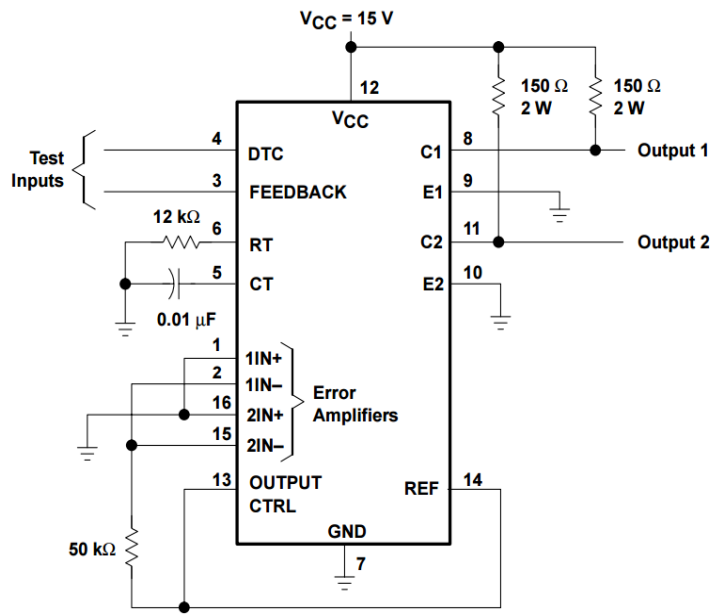 VCC = 15 V
12
VCC
150 Ω
2 W
150 Ω
2 W
Test
Inputs
4
DTC
3
FEEDBACK
12 kΩ
6
RT
5
CT
0.01 μF
C1
8
Output 1
E1
9
C2
11
Output 2
E2
10
1
1IN+
2
1IN–
16
2IN+
15
2IN–
Error
Amplifiers
13
OUTPUT
CTRL
REF
14
GND
7
50 kΩ